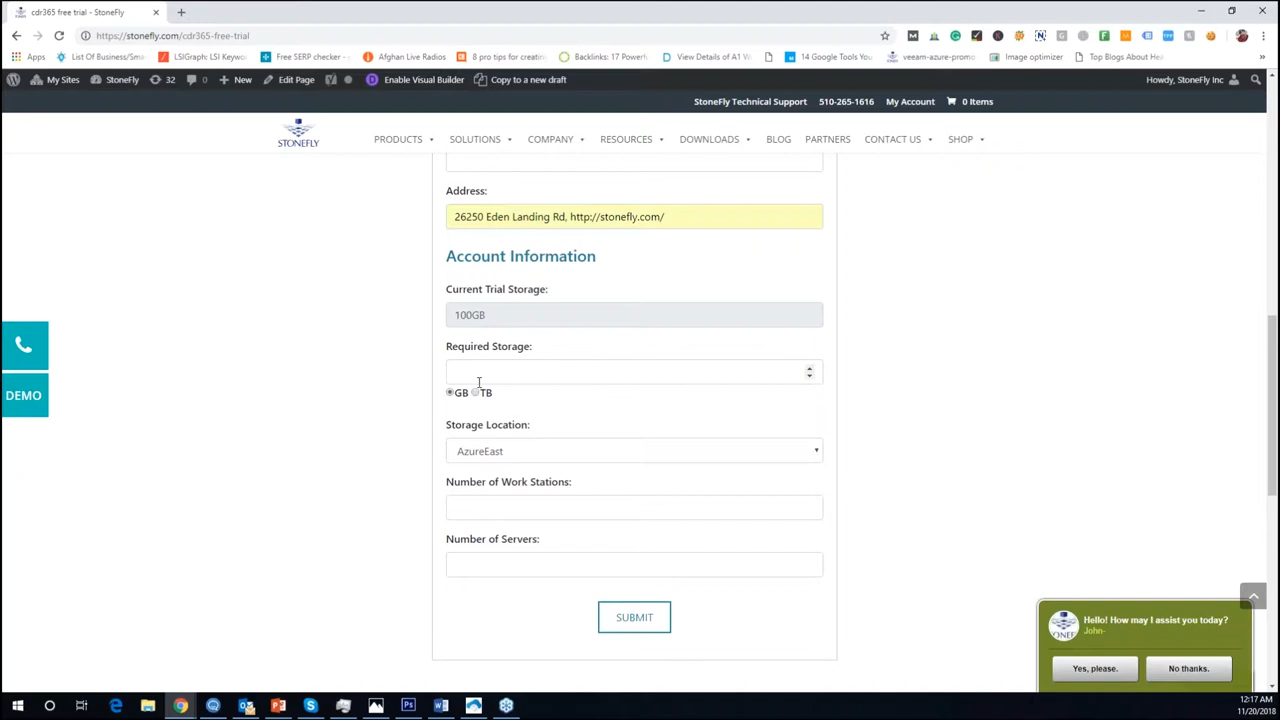 cdr365 free trial - StoneFly
https://stonefly.com/cdr365-free-trial
Apps
List Of Business/Sma
LSIGraph: LSI Keywor
Free SERP checker -
Afghan Live Radios
8 pro tips for creatin
Backlinks: 17 Powerf
View Details of A1 W
14 Google Tools You
veeam-azure-promo
Image optimizer
Top Blogs About Hea
My Sites
StoneFly
32
0
New
Edit Page
Enable Visual Builder
Copy to a new draft
Howdy, StoneFly Inc
StoneFly Technical Support
510-265-1616
My Account
0 Items
STONEFLY
PRODUCTS
SOLUTIONS
COMPANY
RESOURCES
DOWNLOADS
BLOG
PARTNERS
CONTACT US
SHOP
Address:
26250 Eden Landing Rd, http://stonefly.com/
Account Information
Current Trial Storage:
100GB
Required Storage:
GB TB
DEMO
Storage Location:
AzureEast
Number of Work Stations:
Number of Servers:
SUBMIT
Hello! How may I assist you today?
John-
Yes, please.
No thanks.
12:17 AM
11/20/2018